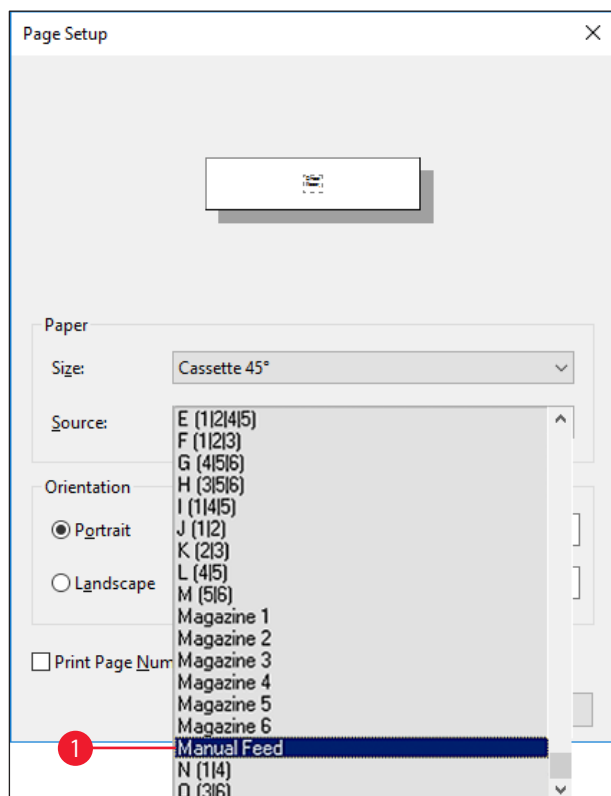 Page Setup
Paper
Size: Cassette 45°
Source:
E (1|2|4|5)
F (1|2|3)
G (4|5|6)
H (3|5|6)
I (1|4|5)
J (1|2)
K (2|3)
L (4|5)
M (5|6)
Magazine 1
Magazine 2
Magazine 3
Magazine 4
Magazine 5
Magazine 6
Manual Feed
N (1|4)
O (3|6)
Orientation
Portrait
Landscape
Print Page Num
1